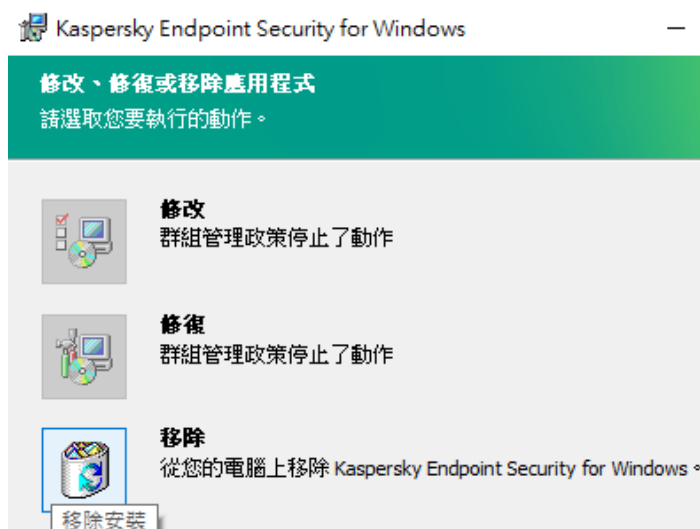 Kaspersky Endpoint Security for Windows
修改、修復或移除應用程式
請選取您要執行的動作。
修改
群組管理政策停止了動作
修復
群組管理政策停止了動作
移除
從您的電腦上移除 Kaspersky Endpoint Security for Windows。
移除安裝